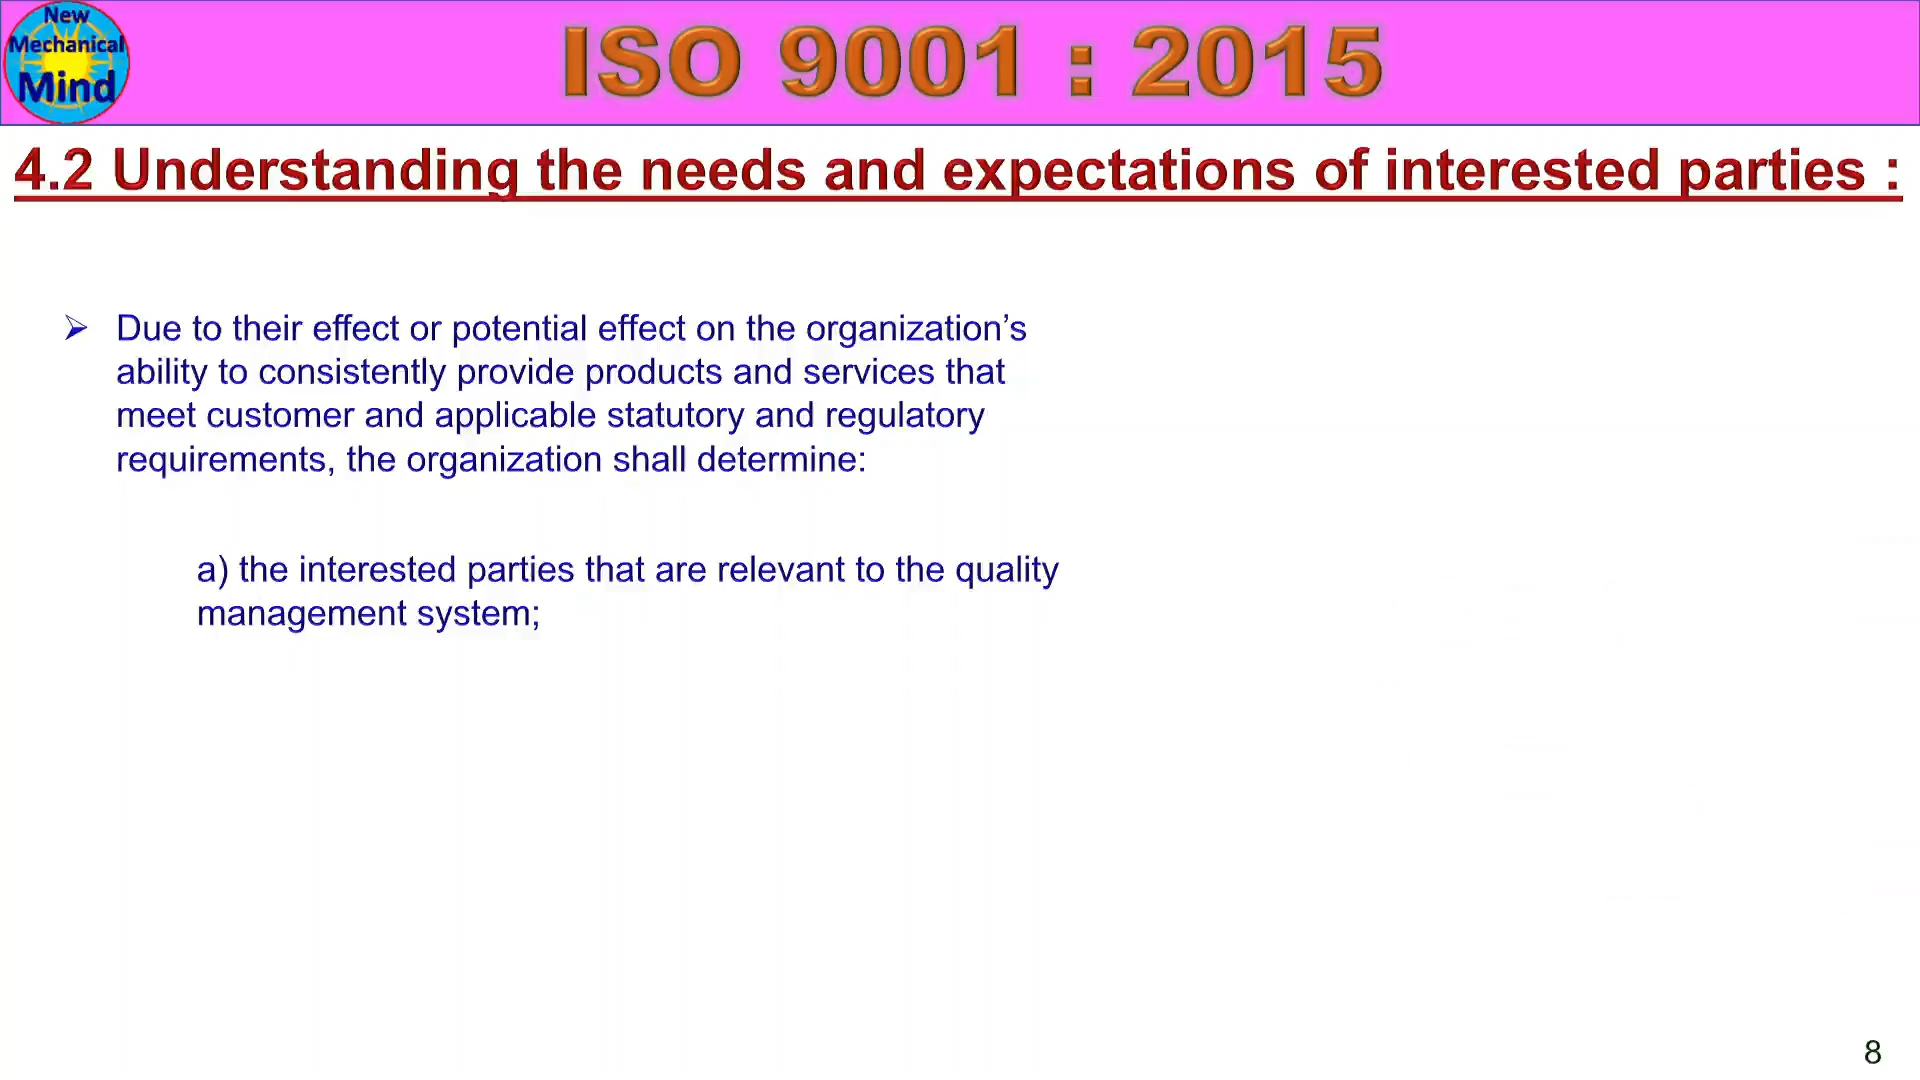 New
Mechanical
Mind
ISO 9001 : 2015
4.2 Understanding the needs and expectations of interested parties :
➢ Due to their effect or potential effect on the organization’s
ability to consistently provide products and services that
meet customer and applicable statutory and regulatory
requirements, the organization shall determine:
a) the interested parties that are relevant to the quality
management system;
8